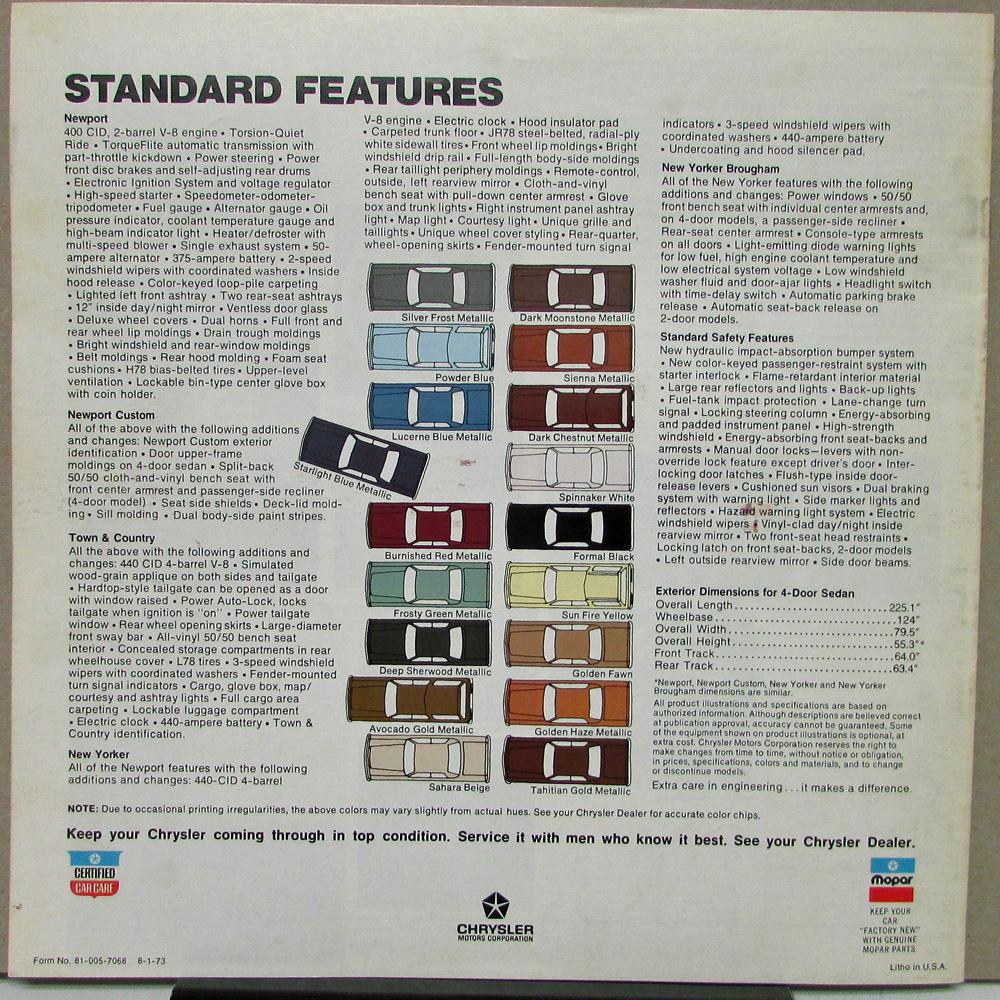 STANDARD FEATURES
Newport
400 CID, 2-barrel V-8 engine • Torsion-Quiet
Ride • TorqueFlite automatic transmission with
part-throttle kickdown • Power steering • Power
front disc brakes and self-adjusting rear drums
• Electronic Ignition System and voltage regulator
• High-speed starter • Speedometer-odometer-
tripodometer • Fuel gauge • Alternator gauge • Oil
pressure indicator, coolant temperature gauge and
high-beam indicator light • Heater/defroster with
multi-speed blower • Single exhaust system • 50-
ampere alternator • 375-ampere battery • 2-speed
windshield wipers with coordinated washers • Inside
hood release • Color-keyed loop-pile carpeting
• Lighted left front ashtray • Two rear-seat ashtrays
• 12" inside day/night mirror • Ventless door glass
• Deluxe wheel covers • Dual horns • Full front and
rear wheel lip moldings • Drain trough moldings
• Bright windshield and rear-window moldings
• Belt moldings • Rear hood molding • Foam seat
cushions • H78 bias-belted tires • Upper-level
ventilation • Lockable bin-type center glove box
with coin holder.
Newport Custom
All of the above with the following additions
and changes: Newport Custom exterior
identification • Door upper-frame
moldings on 4-door sedan • Split-back
50/50 cloth-and-vinyl bench seat with
front center armrest and passenger-side recliner
(4-door model) • Seat side shields • Deck-lid mold-
ing • Sill molding • Dual body-side paint stripes.
Town & Country
All the above with the following additions and
changes: 440 CID 4-barrel V-8 • Simulated
wood-grain applique on both sides and tailgate
• Hardtop-style tailgate can be opened as a door
with window raised • Power Auto-Lock, locks
tailgate when ignition is "on" • Power tailgate
window • Rear wheel opening skirts • Large-diameter
front sway bar • All-vinyl 50/50 bench seat
interior • Concealed storage compartments in rear
wheelhouse cover • L78 tires • 3-speed windshield
wipers with coordinated washers • Fender-mounted
turn signal indicators • Cargo, glove box, map/
courtesy and ashtray lights • Full cargo area
carpeting • Lockable luggage compartment
• Electric clock • 440-ampere battery • Town &
Country identification.
New Yorker
All of the Newport features with the following
additions and changes: 440-CID 4-barrel
V-8 engine • Electric clock • Hood insulator pad
• Carpeted trunk floor • JR78 steel-belted, radial-ply
white sidewall tires • Front wheel lip moldings • Bright
windshield drip rail • Full-length body-side moldings
• Rear taillight periphery moldings • Remote-control,
outside, left rearview mirror • Cloth-and-vinyl
bench seat with pull-down center armrest • Glove
box and trunk lights • Right instrument panel ashtray
light • Map light • Courtesy light • Unique grille and
taillights • Unique wheel cover styling • Rear-quarter,
wheel-opening skirts • Fender-mounted turn signal
Silver Frost Metallic
Dark Moonstone Metallic
Powder Blue
Sienna Metallic
Lucerne Blue Metallic
Dark Chestnut Metallic
Starlight Blue Metallic
Spinnaker White
Burnished Red Metallic
Formal Black
Frosty Green Metallic
Sun Fire Yellow
Deep Sherwood Metallic
Golden Fawn
Avocado Gold Metallic
Golden Haze Metallic
Sahara Beige
Tahitian Gold Metallic
indicators • 3-speed windshield wipers with
coordinated washers • 440-ampere battery
• Undercoating and hood silencer pad.
New Yorker Brougham
All of the New Yorker features with the following
additions and changes: Power windows • 50/50
front bench seat with individual center armrests and,
on 4-door models, a passenger-side recliner •
Rear-seat center armrest • Console-type armrests
on all doors • Light-emitting diode warning lights
for low fuel, high engine coolant temperature and
low electrical system voltage • Low windshield
washer fluid and door-ajar lights • Headlight switch
with time-delay switch • Automatic parking brake
release • Automatic seat-back release on
2-door models.
Standard Safety Features
New hydraulic impact-absorption bumper system
• New color-keyed passenger-restraint system with
starter interlock • Flame-retardant interior material
• Large rear reflectors and lights • Back-up lights
• Fuel-tank impact protection • Lane-change turn
signal • Locking steering column • Energy-absorbing
and padded instrument panel • High-strength
windshield • Energy-absorbing front seat-backs and
armrests • Manual door locks—levers with non-
override lock feature except driver's door • Inter-
locking door latches • Flush-type inside door-
release levers • Cushioned sun visors • Dual braking
system with warning light • Side marker lights and
reflectors • Hazard warning light system • Electric
windshield wipers • Vinyl-clad day/night inside
rearview mirror • Two front-seat head restraints •
Locking latch on front seat-backs, 2-door models
• Left outside rearview mirror • Side door beams.
Exterior Dimensions for 4-Door Sedan
Overall Length........................225.1"
Wheelbase............................124"
Overall Width..........................79.5"
Overall Height.........................55.3"*
Front Track............................64.0"
Rear Track............................63.4"
*Newport, Newport Custom, New Yorker and New Yorker
Brougham dimensions are similar.
All product illustrations and specifications are based on
authorized information. Although descriptions are believed correct
at publication approval, accuracy cannot be guaranteed. Some
of the equipment shown on product illustrations is optional, at
extra cost. Chrysler Motors Corporation reserves the right to
make changes from time to time, without notice or obligation,
in prices, specifications, colors and materials, and to change
or discontinue models.
Extra care in engineering...it makes a difference.
NOTE: Due to occasional printing irregularities, the above colors may vary slightly from actual hues. See your Chrysler Dealer for accurate color chips.
Keep your Chrysler coming through in top condition. Service it with men who know it best. See your Chrysler Dealer.
CERTIFIED
CAR CARE
CHRYSLER
MOTORS CORPORATION
Mopar
KEEP YOUR
CAR
"FACTORY NEW"
WITH GENUINE
MOPAR PARTS
Form No. 81-005-7068 8-1-73
Litho in U.S.A.